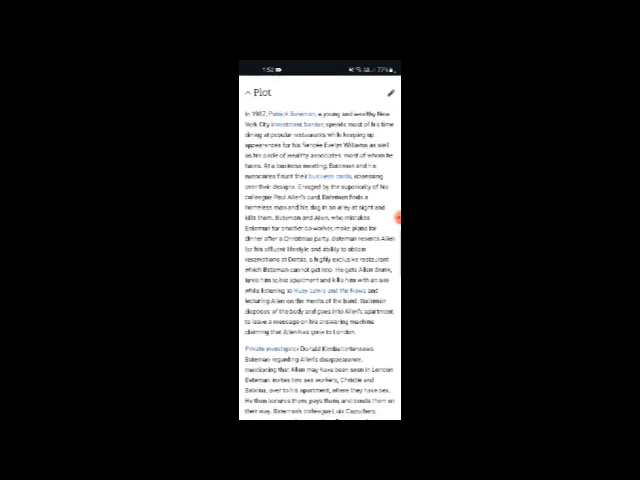 1:52
77%
Plot
In 1987, Patrick Bateman, a young and wealthy New
York City investment banker, spends most of his time
dining at popular restaurants while keeping up
appearances for his fiancée Evelyn Williams as well
as his circle of wealthy associates, most of whom he
hates. At a business meeting, Bateman and his
associates flaunt their business cards, obsessing
over their designs. Enraged by the superiority of his
colleague Paul Allen's card, Bateman finds a
homeless man and his dog in an alley at night and
kills them. Bateman and Allen, who mistakes
Bateman for another co-worker, make plans for
dinner after a Christmas party. Bateman resents Allen
for his affluent lifestyle and ability to obtain
reservations at Dorsia, a highly exclusive restaurant
which Bateman cannot get into. He gets Allen drunk,
lures him to his apartment and kills him with an axe
while listening to Huey Lewis and the News and
lecturing Allen on the merits of the band. Bateman
disposes of the body and goes into Allen's apartment
to leave a message on his answering machine
claiming that Allen has gone to London.
Private investigator Donald Kimball interviews
Bateman regarding Allen's disappearance,
mentioning that Allen may have been seen in London.
Bateman invites two sex workers, Christie and
Sabrina, over to his apartment, where they have sex.
He then tortures them, pays them, and sends them on
their way. Bateman's colleague Luis Carruthers